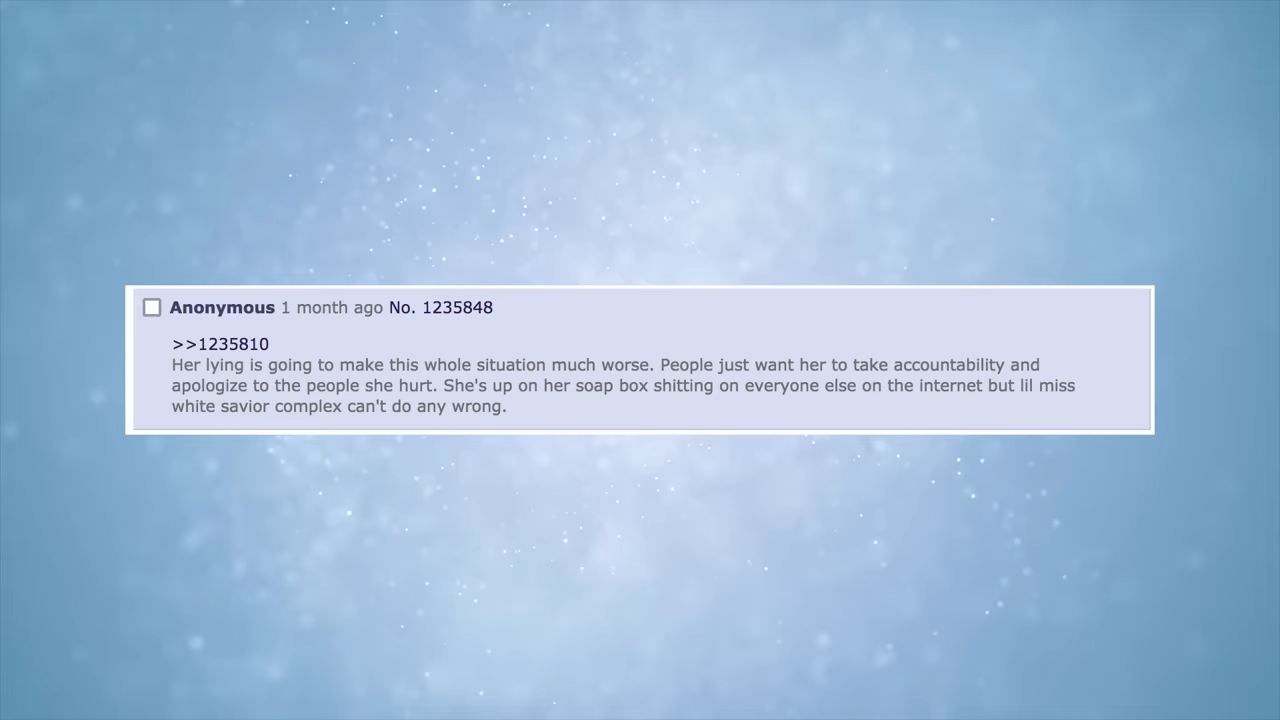 Anonymous 1 month ago No. 1235848
>>1235810
Her lying is going to make this whole situation much worse. People just want her to take accountability and
apologize to the people she hurt. She's up on her soap box shitting on everyone else on the internet but lil miss
white savior complex can't do any wrong.